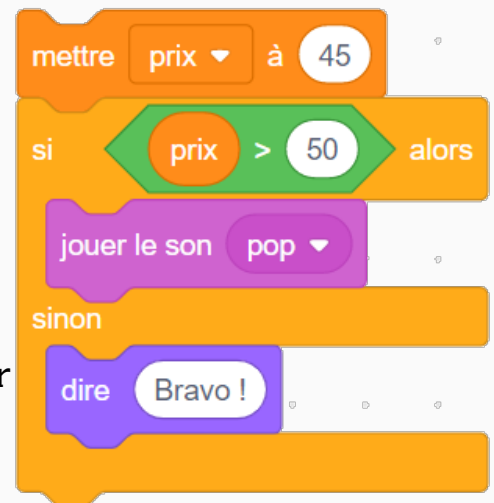 mettre prix à 45
si prix > 50 alors
jouer le son pop
sinon
r
dire Bravo !